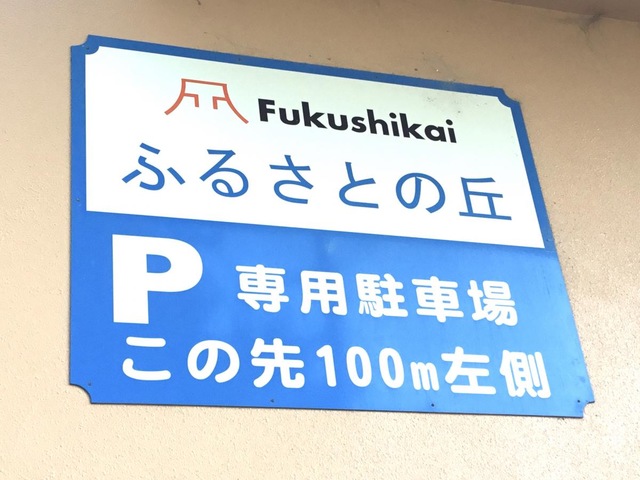 Fukushikai
ふるさとの丘
P 専用駐車場
この先100m左側